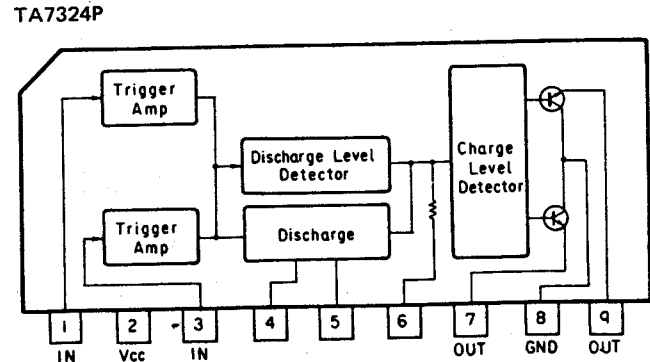 TA7324P
Trigger
Amp
Discharge Level
Detector
Charge
Level
Detector
Trigger
Amp
Discharge
1 2 3 4 5 6 7 8 9
IN Vcc IN OUT GND OUT